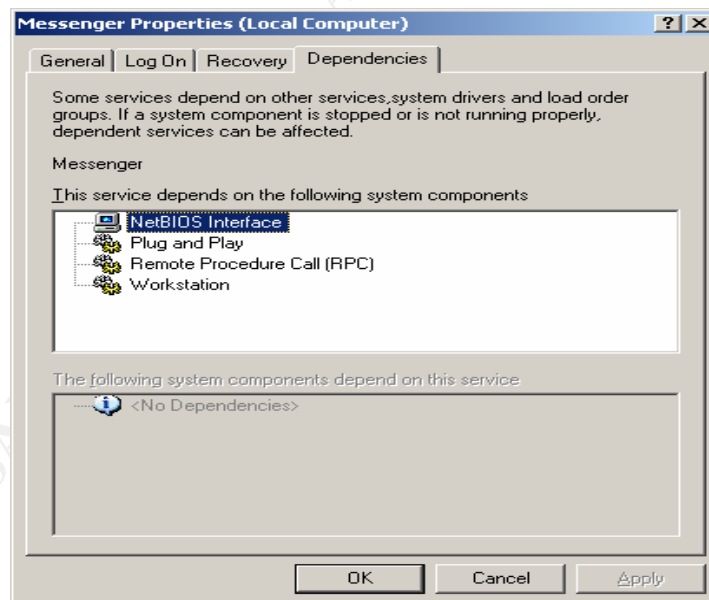 Messenger Properties (Local Computer)
General Log On Recovery Dependencies
Some services depend on other services,system drivers and load order
groups. If a system component is stopped or is not running properly,
dependent services can be affected.
Messenger
This service depends on the following system components
NetBIOS Interface
Plug and Play
Remote Procedure Call (RPC)
Workstation
The following system components depend on this service
<No Dependencies>
OK Cancel Apply